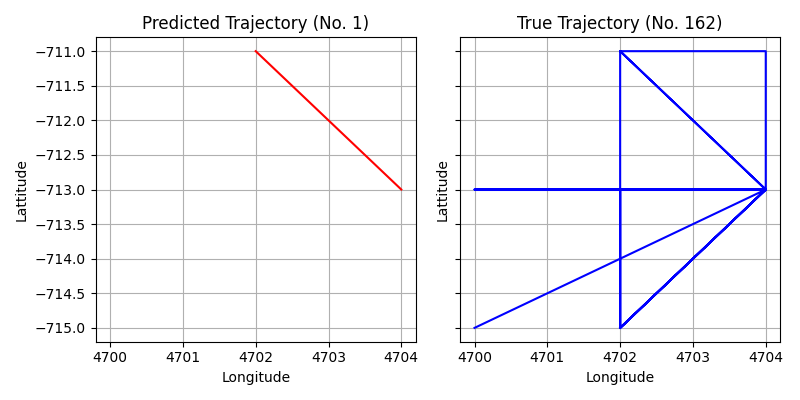 Predicted Trajectory (No. 1)
True Trajectory (No. 162)
Lattitude
−711.0
−711.5
−712.0
−712.5
−713.0
−713.5
−714.0
−714.5
−715.0
4700 4701 4702 4703 4704
Longitude
Lattitude
4700 4701 4702 4703 4704
Longitude